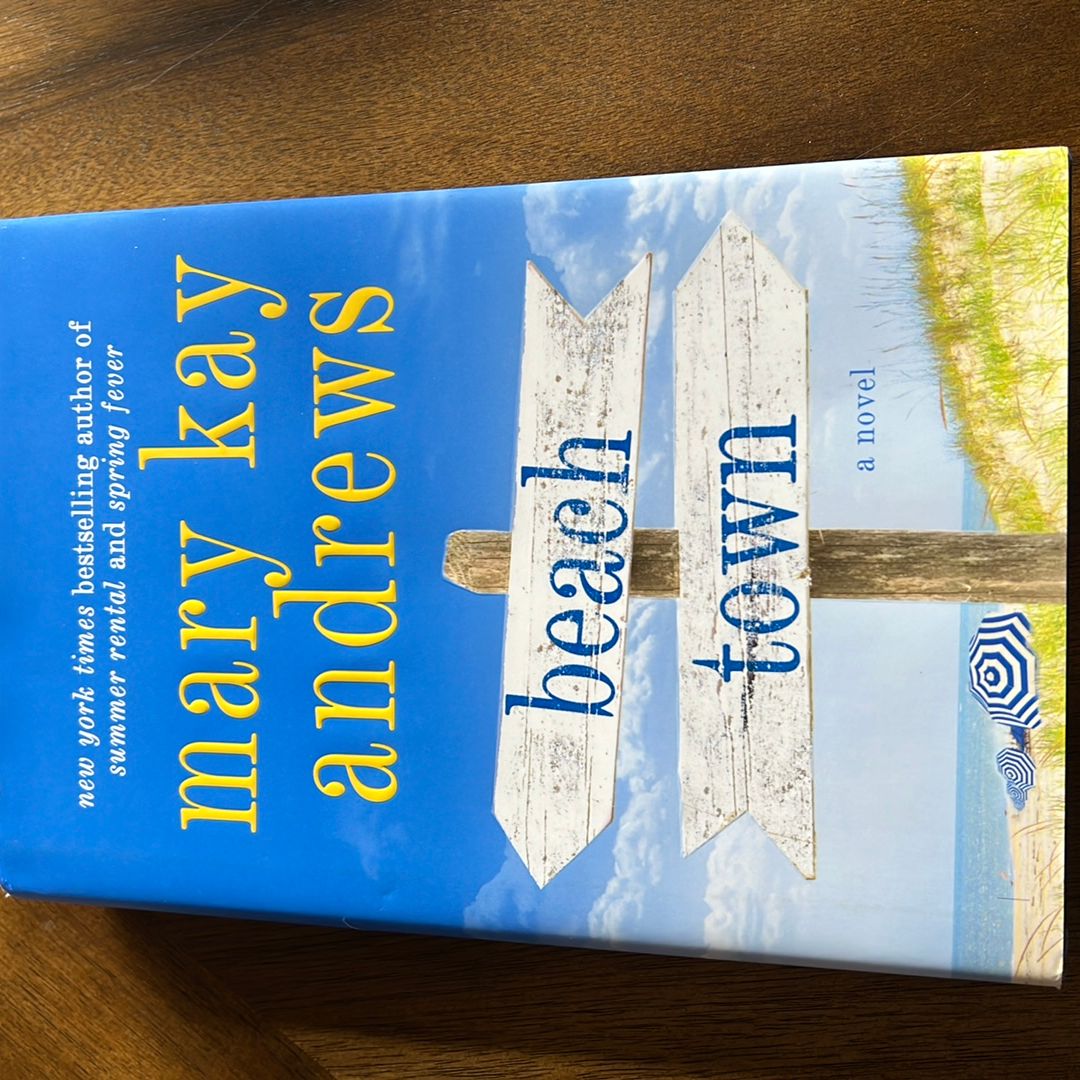 new york times bestselling author of
summer rental and spring fever
mary kay
andrews
beach
town
a novel